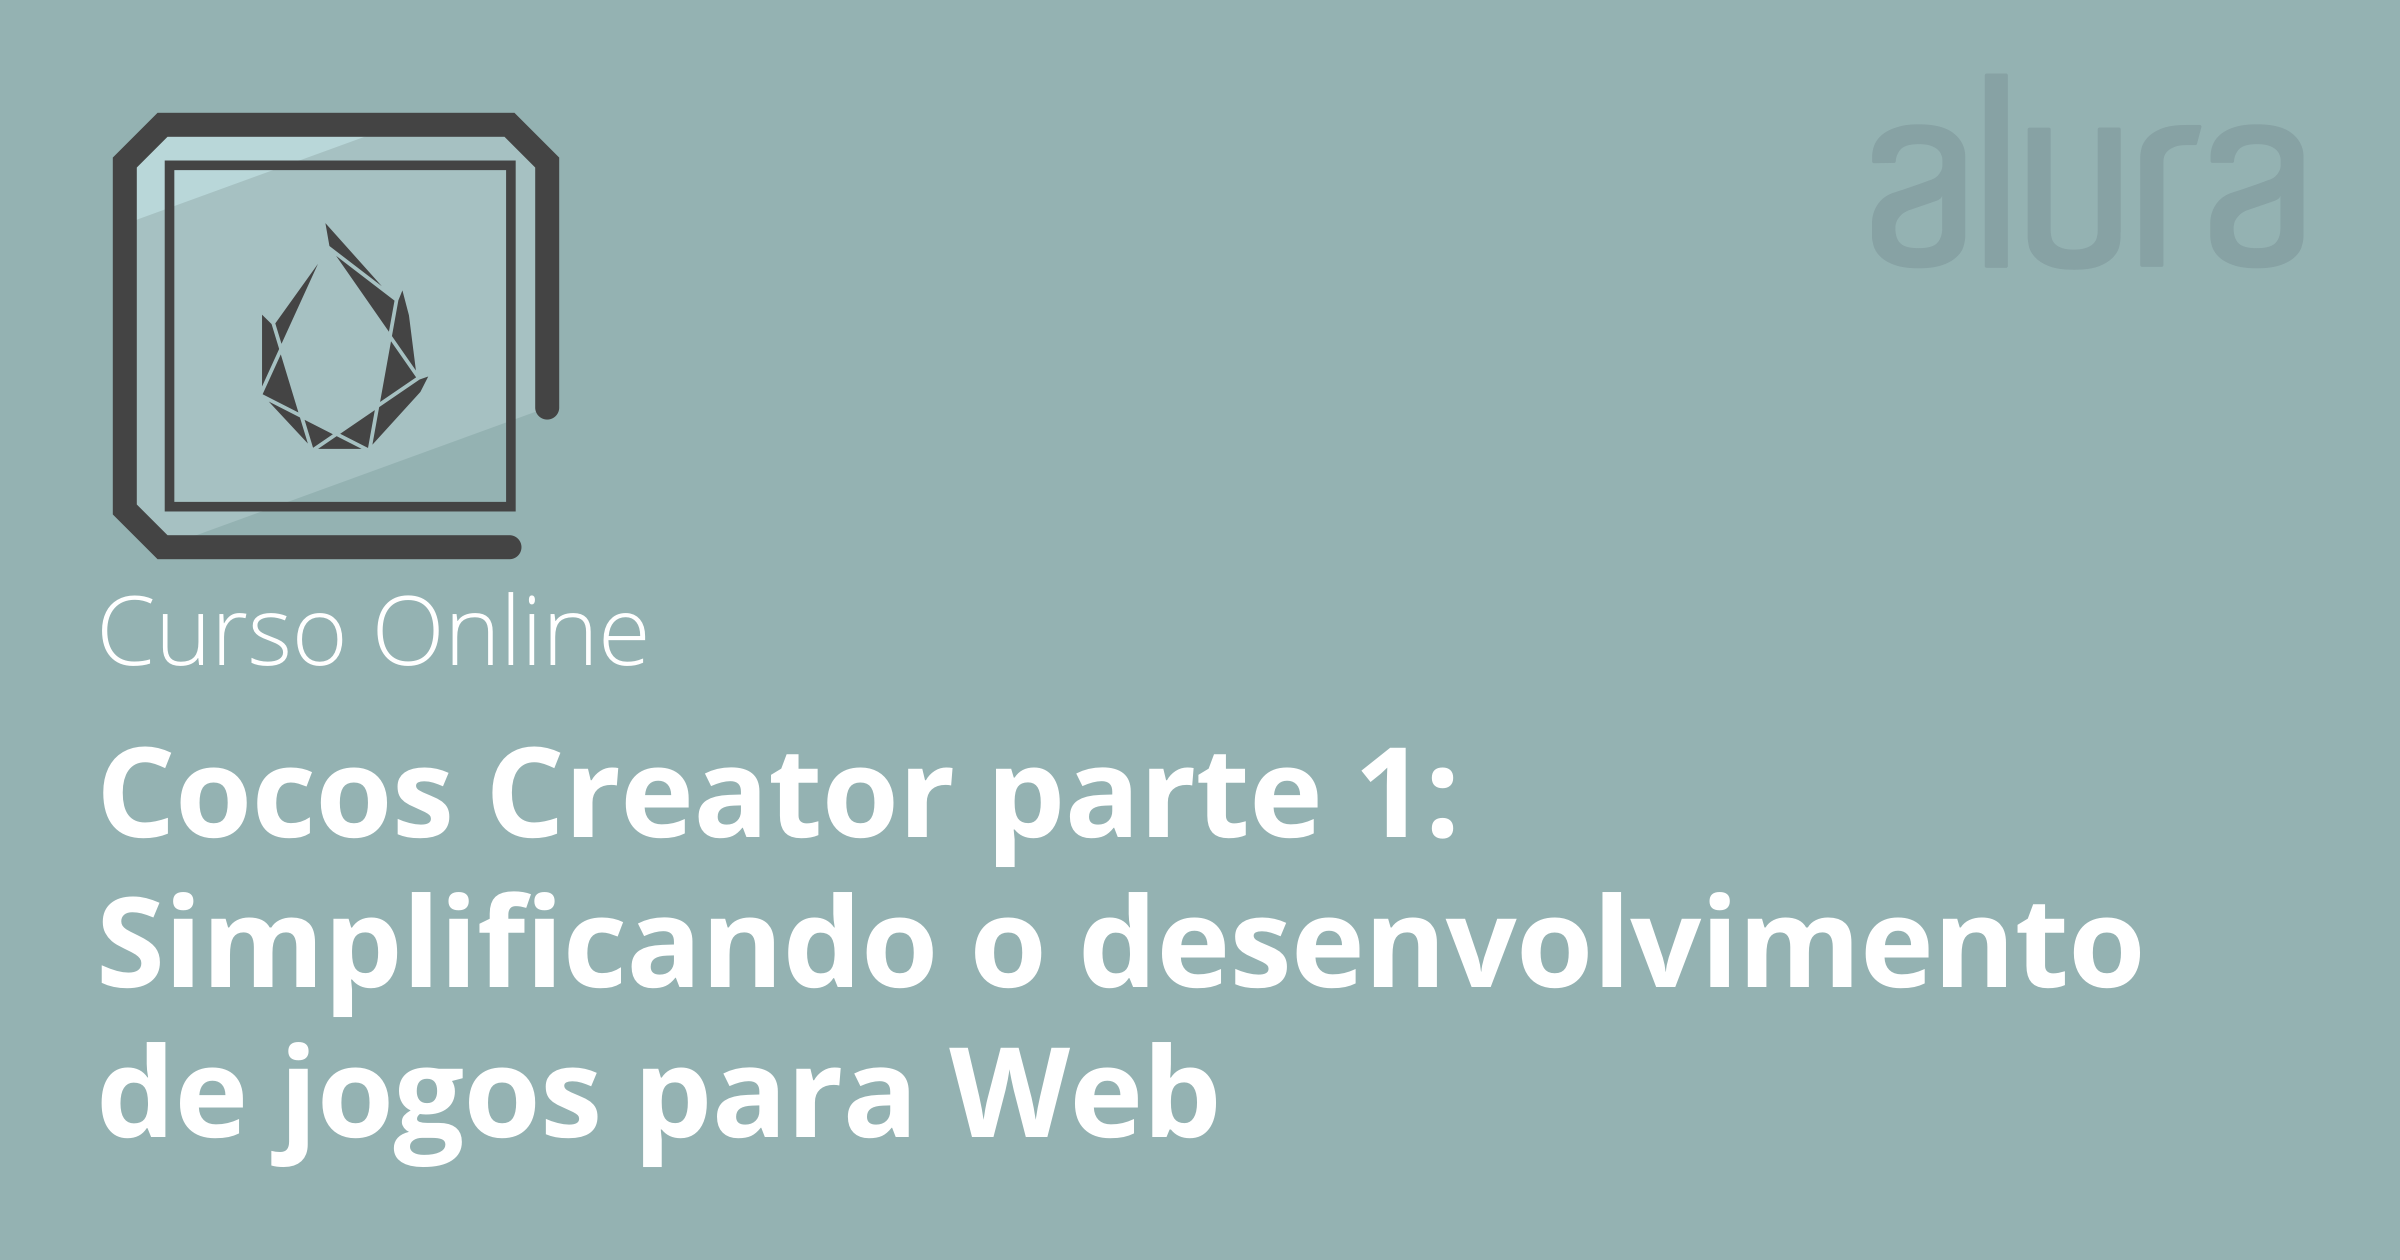 alura
Curso Online
Cocos Creator parte 1:
Simplificando o desenvolvimento
de jogos para Web